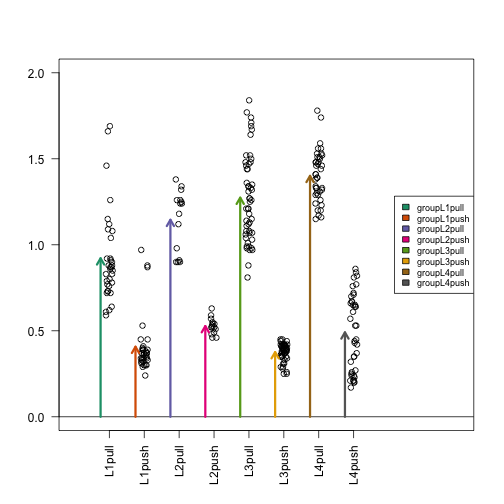 2.0
1.5
1.0
0.5
0.0
groupL1pull
groupL1push
groupL2pull
groupL2push
groupL3pull
groupL3push
groupL4pull
groupL4push
L1pull
L1push
L2pull
L2push
L3pull
L3push
L4pull
L4push